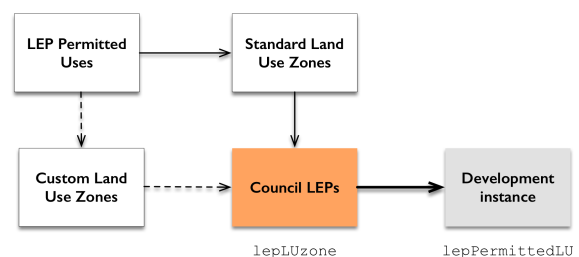 LEP Permitted
Uses
Standard Land
Use Zones
Custom Land
Use Zones
Council LEPs
Development
instance
lepLUzone
lepPermittedLU